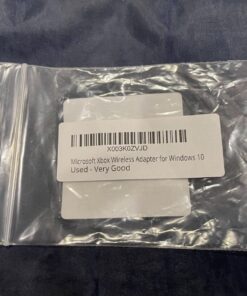 X003K0ZVJD
Microsoft Xbox Wireless Adapter for Windows 10
Used - Very Good